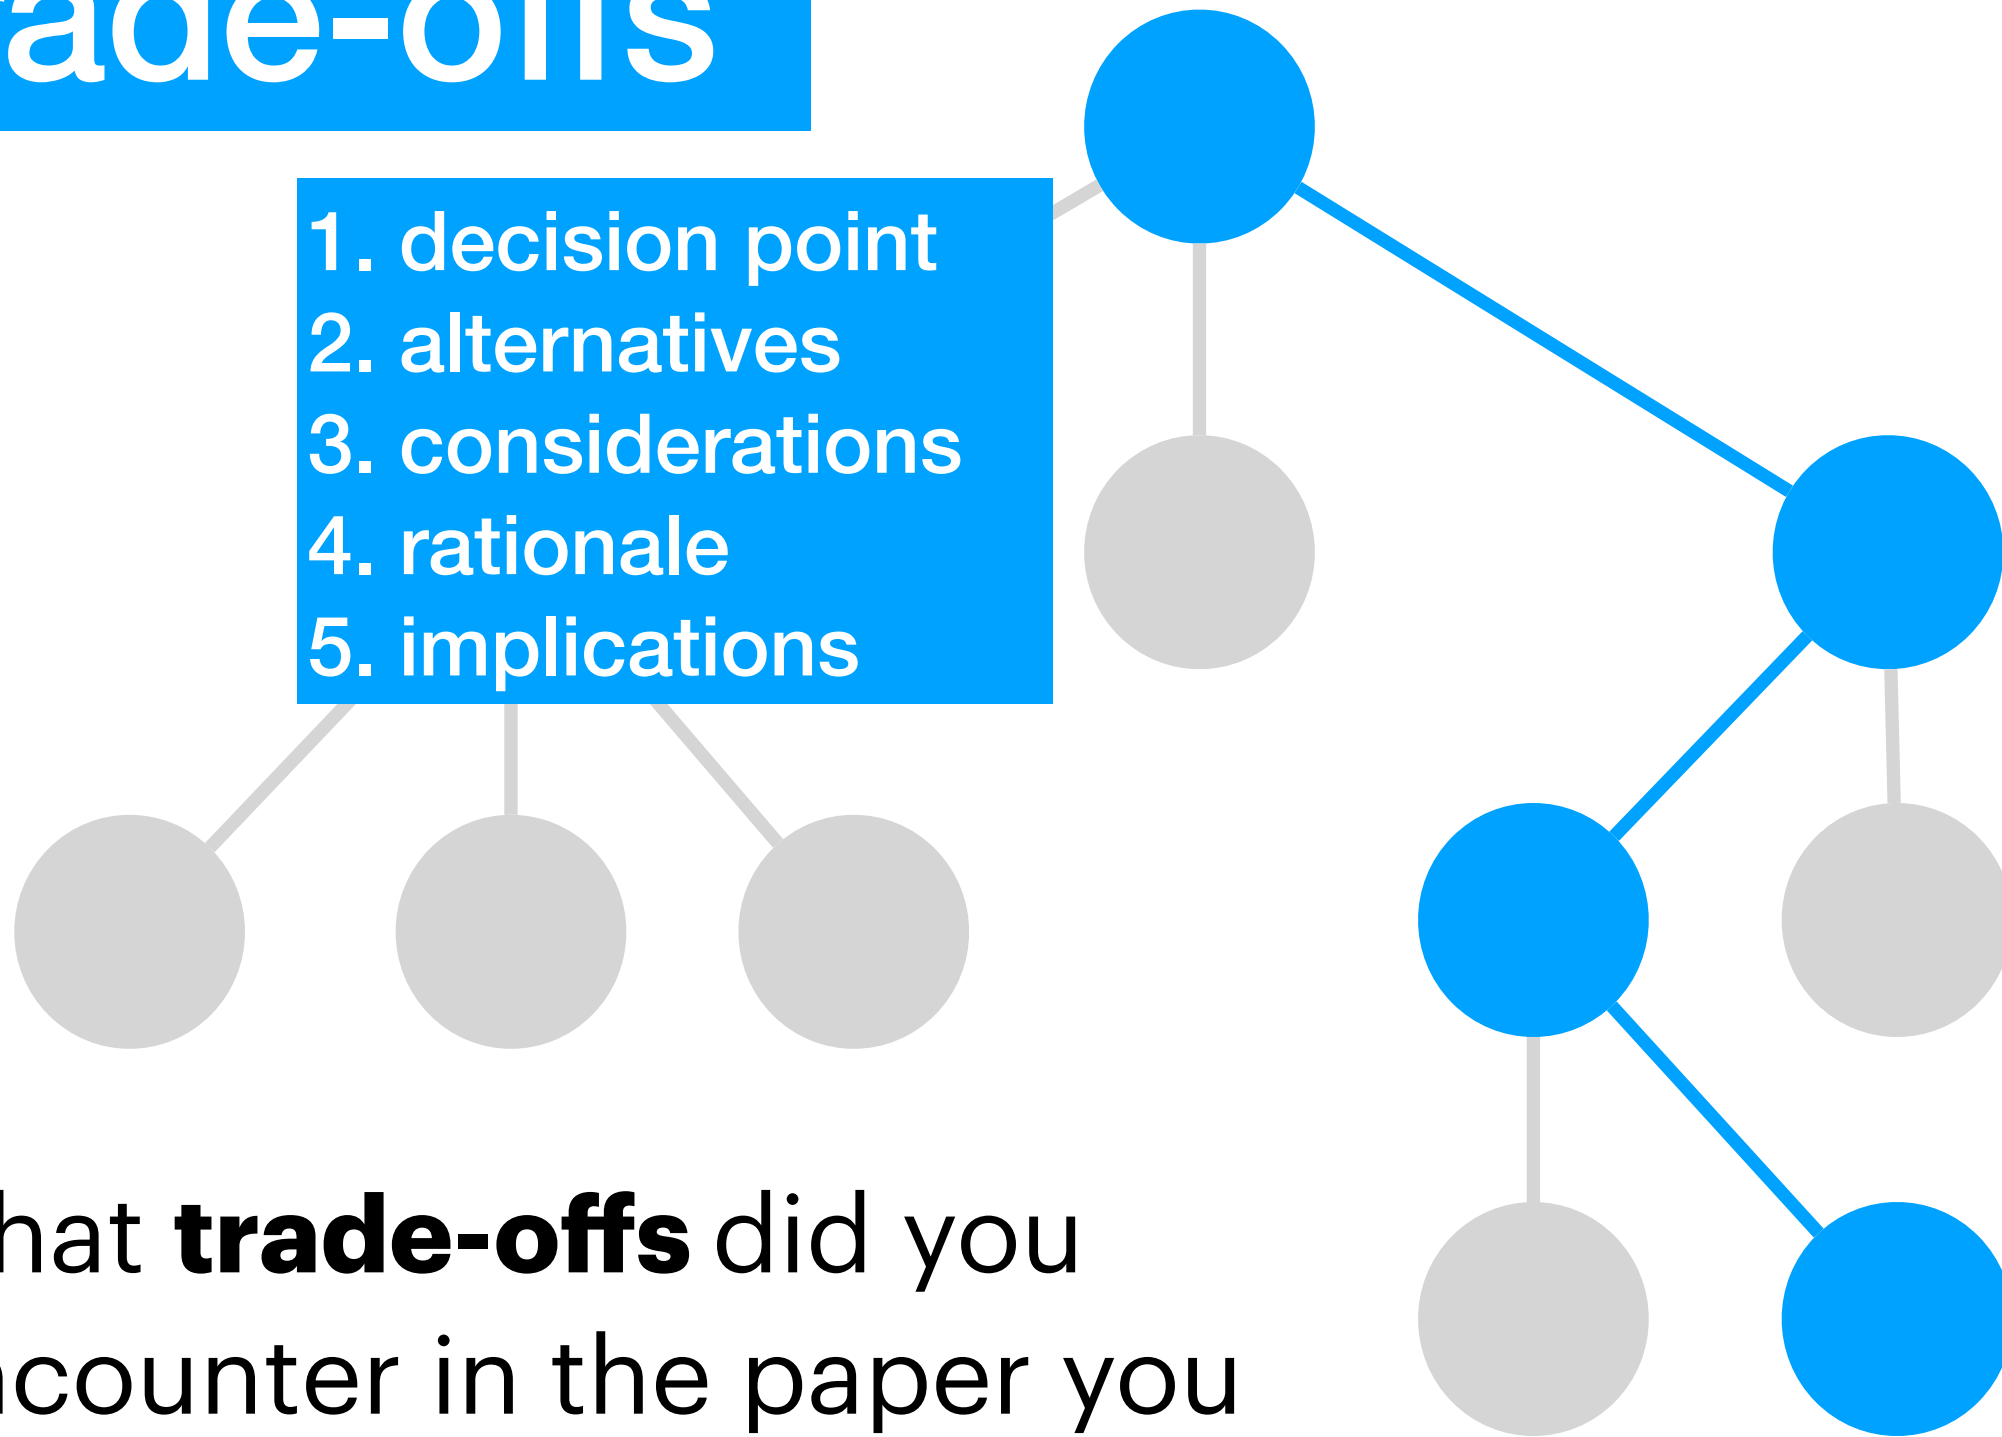 ade-offs
1. decision point
2. alternatives
3. considerations
4. rationale
5. implications
hat trade-offs did you
counter in the paper you